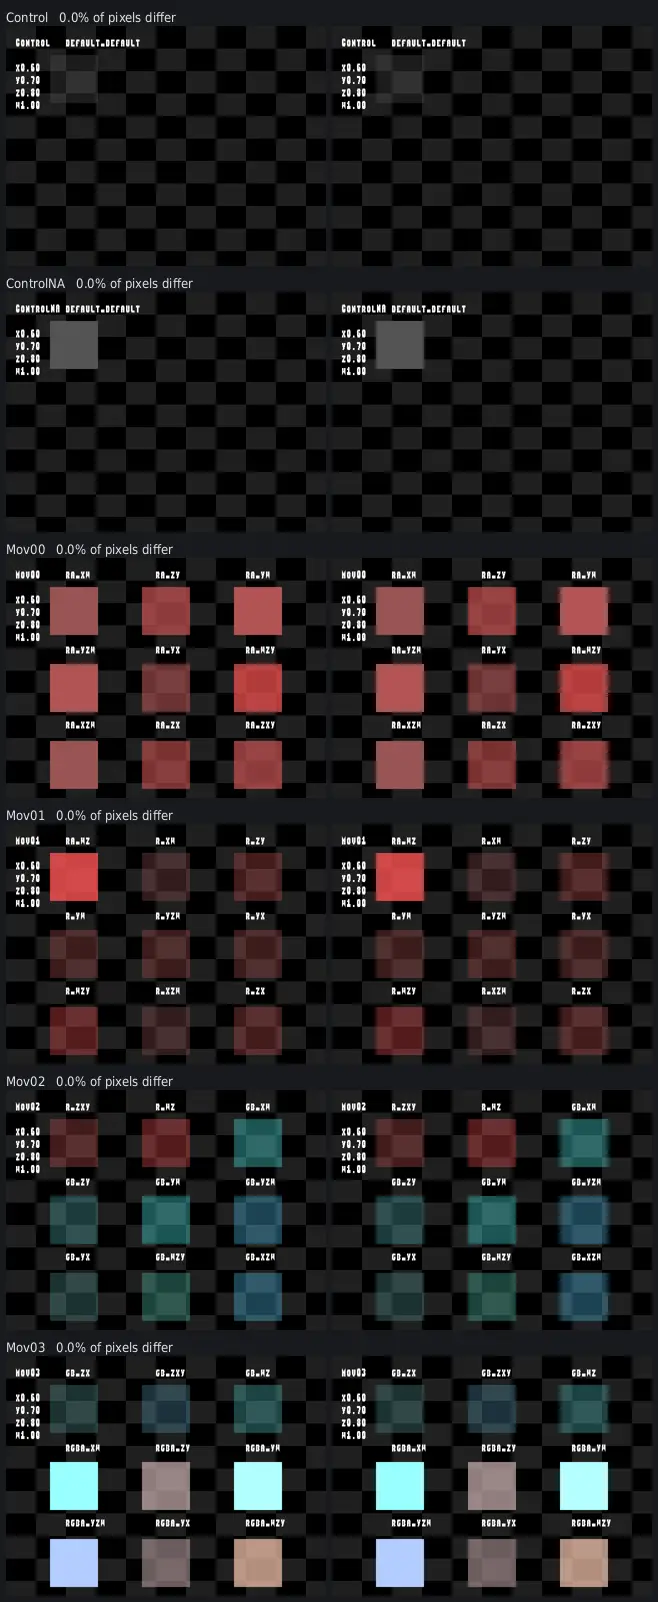 Control 0.0% of pixels differ
CONTROL DEFAULT_DEFAULT CONTROL DEFAULT_DEFAULT
X0.60 X0.60
Y0.70 Y0.70
Z0.80 Z0.80
W1.00 W1.00
ControlNA 0.0% of pixels differ
CONTROLNA DEFAULT_DEFAULT CONTROLNA DEFAULT_DEFAULT
X0.60 X0.60
Y0.70 Y0.70
Z0.80 Z0.80
W1.00 W1.00
Mov00 0.0% of pixels differ
MOV00 RA_XW RA_ZY RA_YW MOV00 RA_XW RA_ZY RA_YW
X0.60 X0.60
Y0.70 Y0.70
Z0.80 Z0.80
W1.00 W1.00
RA_YZW RA_YX RA_WZY RA_YZW RA_YX RA_WZY
RA_XZW RA_ZX RA_ZXY RA_XZW RA_ZX RA_ZXY
Mov01 0.0% of pixels differ
MOV01 RA_WZ R_XW R_ZY MOV01 RA_WZ R_XW R_ZY
X0.60 X0.60
Y0.70 Y0.70
Z0.80 Z0.80
W1.00 W1.00
R_YW R_YZW R_YX R_YW R_YZW R_YX
R_WZY R_XZW R_ZX R_WZY R_XZW R_ZX
Mov02 0.0% of pixels differ
MOV02 R_ZXY R_WZ GB_XW MOV02 R_ZXY R_WZ GB_XW
X0.60 X0.60
Y0.70 Y0.70
Z0.80 Z0.80
W1.00 W1.00
GB_ZY GB_YW GB_YZW GB_ZY GB_YW GB_YZW
GB_YX GB_WZY GB_XZW GB_YX GB_WZY GB_XZW
Mov03 0.0% of pixels differ
MOV03 GB_ZX GB_ZXY GB_WZ MOV03 GB_ZX GB_ZXY GB_WZ
X0.60 X0.60
Y0.70 Y0.70
Z0.80 Z0.80
W1.00 W1.00
RGBA_XW RGBA_ZY RGBA_YW RGBA_XW RGBA_ZY RGBA_YW
RGBA_YZW RGBA_YX RGBA_WZY RGBA_YZW RGBA_YX RGBA_WZY